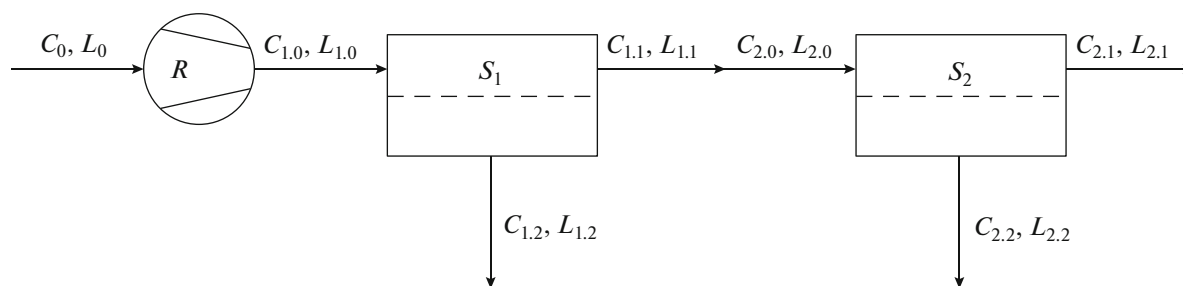 C0, L0
R
C1.0, L1.0
S1
C1.1, L1.1
C2.0, L2.0
S2
C2.1, L2.1
C1.2, L1.2
C2.2, L2.2